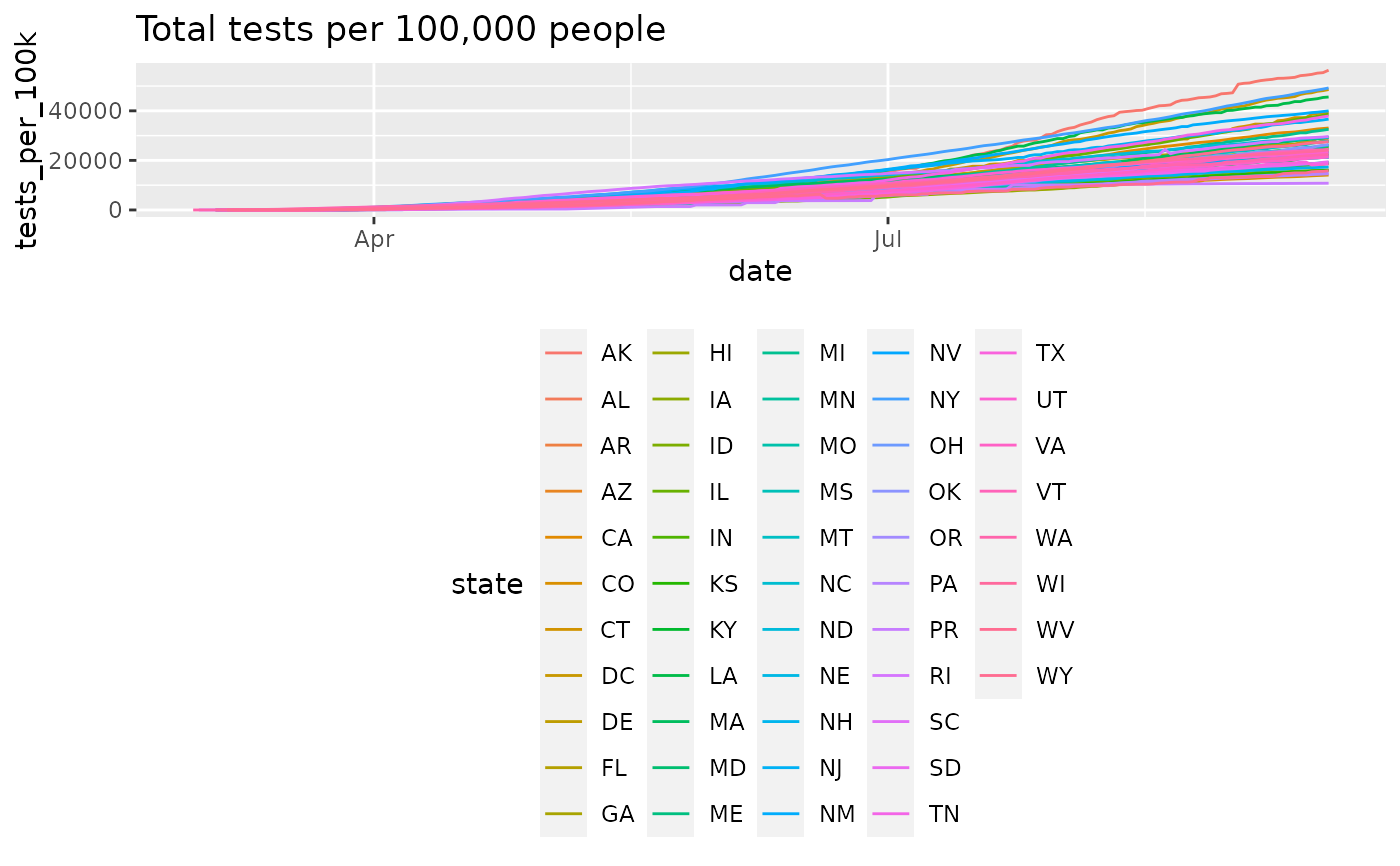 Total tests per 100,000 people
tests_per_100k
40000
20000
0
Apr Jul
date
state
AK HI MI NV TX
AL IA MN NY UT
AR ID MO OH VA
AZ IL MS OK VT
CA IN MT OR WA
CO KS NC PA WI
CT KY ND PR WV
DC LA NE RI WY
DE MA NH SC
FL MD NJ SD
GA ME NM TN